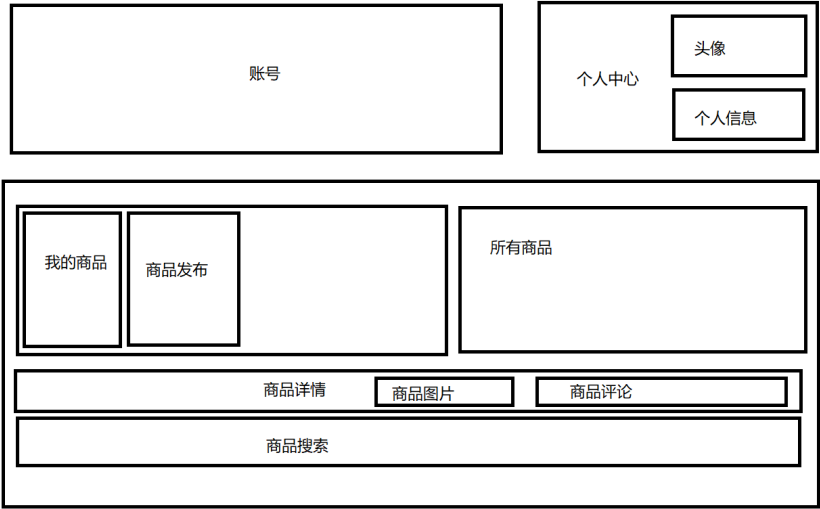 账号
个人中心
头像
个人信息
我的商品
商品发布
所有商品
商品详情
商品图片
商品评论
商品搜索